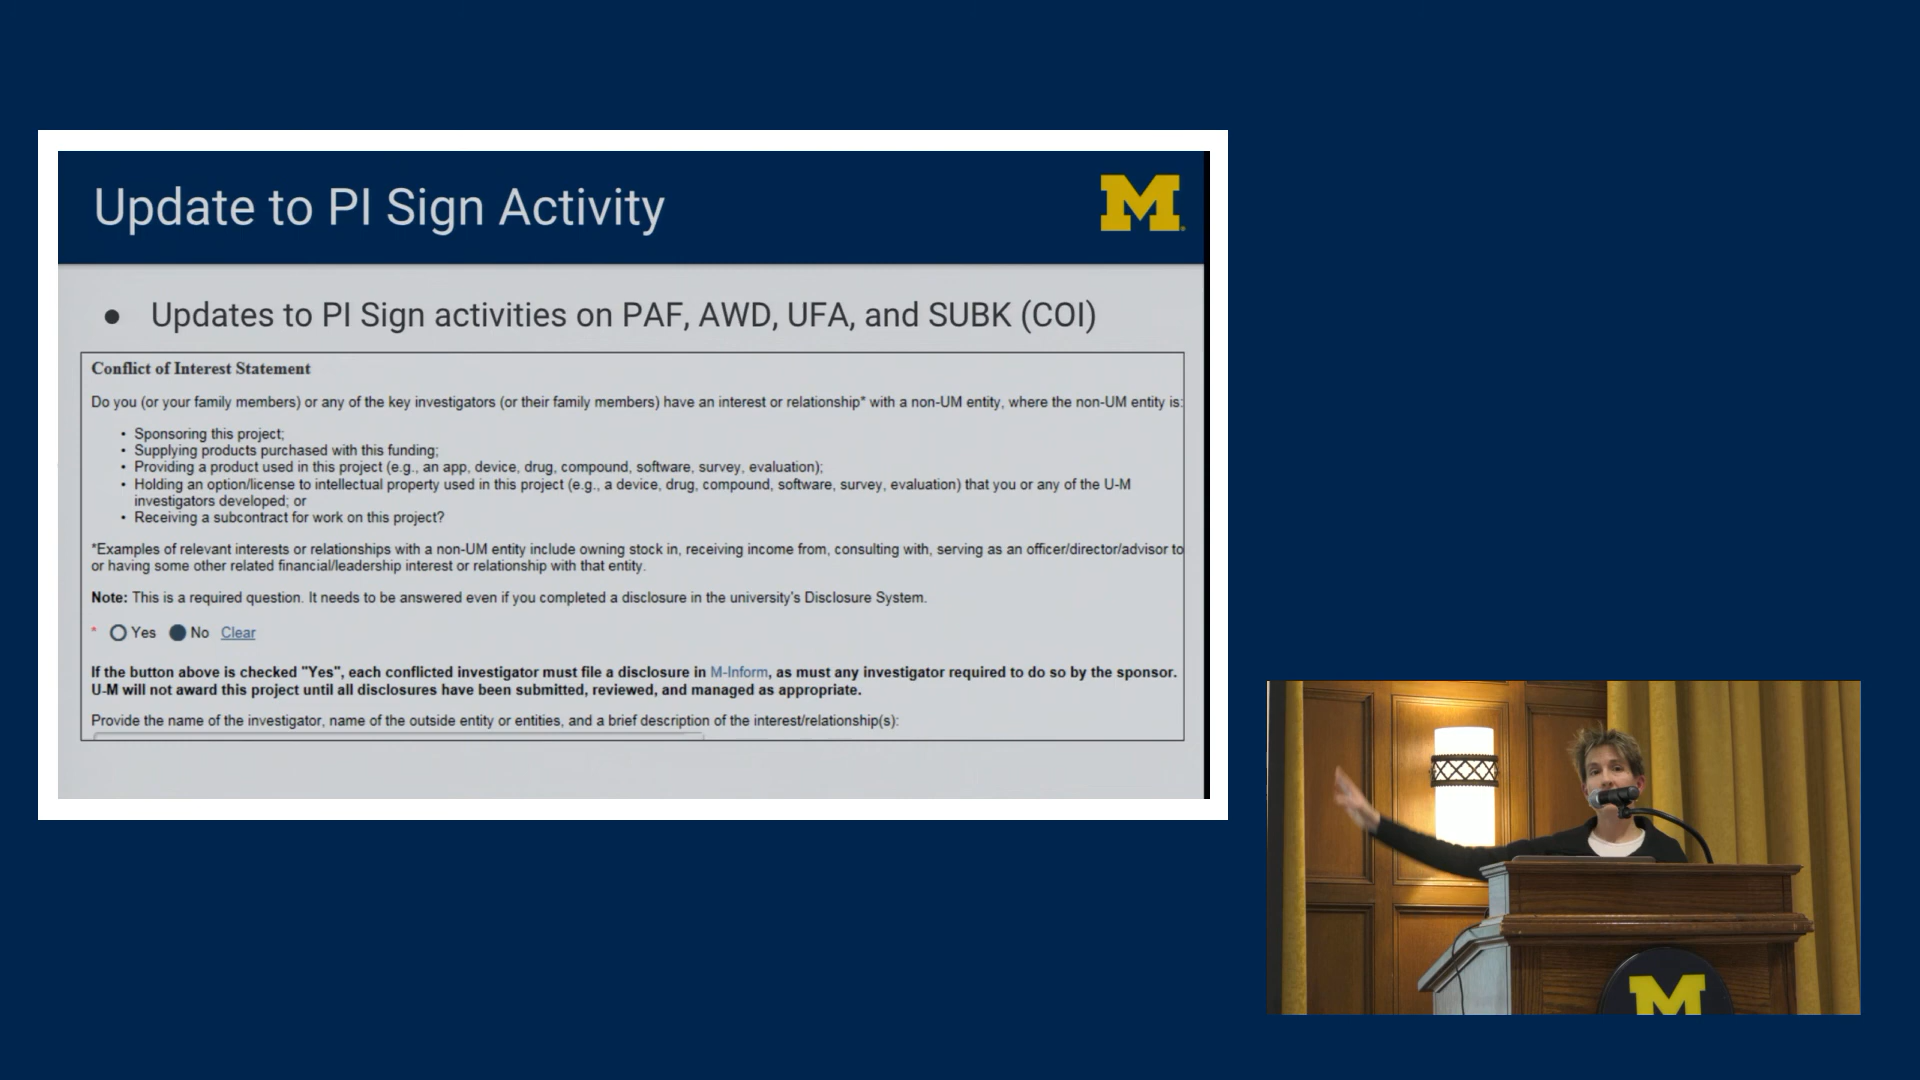 Update to PI Sign Activity
M
• Updates to PI Sign activities on PAF, AWD, UFA, and SUBK (COI)
Conflict of Interest Statement
Do you (or your family members) or any of the key investigators (or their family members) have an interest or relationship* with a non-UM entity, where the non-UM entity is:
• Sponsoring this project;
• Supplying products purchased with this funding;
• Providing a product used in this project (e.g., an app, device, drug, compound, software, survey, evaluation);
• Holding an option/license to intellectual property used in this project (e.g., a device, drug, compound, software, survey, evaluation) that you or any of the U-M
investigators developed; or
• Receiving a subcontract for work on this project?
*Examples of relevant interests or relationships with a non-UM entity include owning stock in, receiving income from, consulting with, serving as an officer/director/advisor to
or having some other related financial/leadership interest or relationship with that entity.
Note: This is a required question. It needs to be answered even if you completed a disclosure in the university's Disclosure System.
* Yes No Clear
If the button above is checked "Yes", each conflicted investigator must file a disclosure in M-Inform, as must any investigator required to do so by the sponsor.
U-M will not award this project until all disclosures have been submitted, reviewed, and managed as appropriate.
Provide the name of the investigator, name of the outside entity or entities, and a brief description of the interest/relationship(s):
M